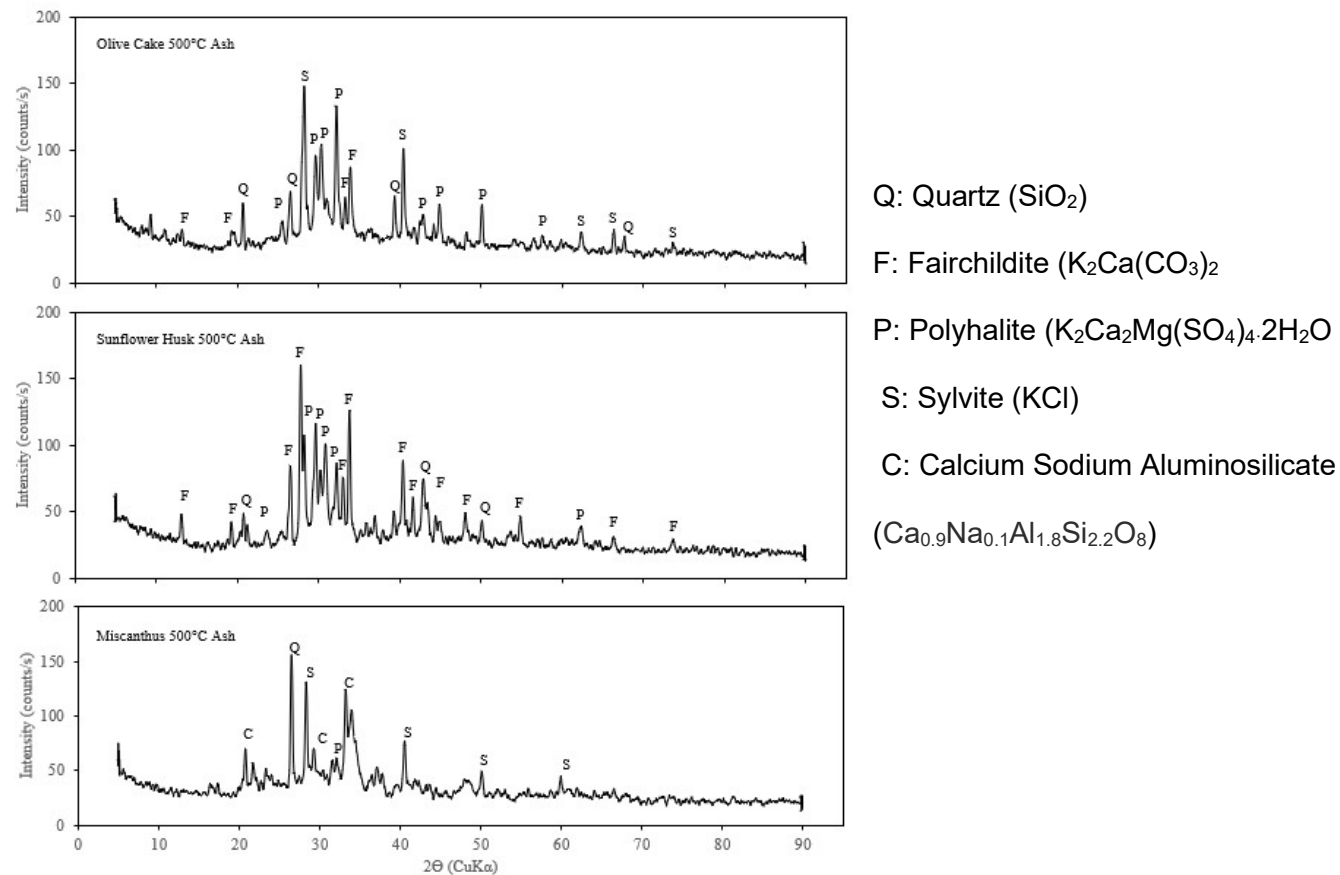 200
Olive Cake 500°C Ash
150
100
50
0
Intensity (counts/s)
F
F
Q
P
Q
S
P
P
P
F
F
Q
S
P
P
P
P
S
S
Q
S
200
Sunflower Husk 500°C Ash
150
100
50
0
Intensity (counts/s)
F
F
Q
P
F
F
P
P
P
P
F
F
F
F
Q
F
F
Q
F
P
F
F
200
Miscanthus 500°C Ash
150
100
50
0
Intensity (counts/s)
C
Q
S
C
P
C
S
S
S
0 10 20 30 40 50 60 70 80 90
2Θ (CuKα)
Q: Quartz (SiO₂)
F: Fairchildite (K₂Ca(CO₃)₂
P: Polyhalite (K₂Ca₂Mg(SO₄)₄·2H₂O
S: Sylvite (KCl)
C: Calcium Sodium Aluminosilicate
(Ca₀.₉Na₀.₁Al₁.₈Si₂.₂O₈)